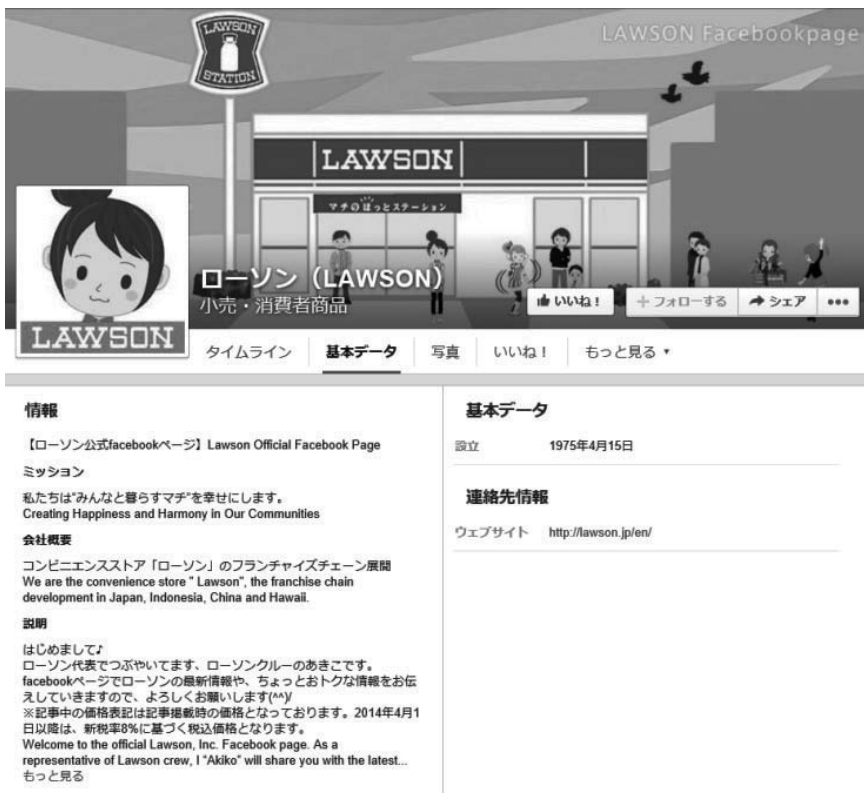 LAWSON STATION
LAWSON Facebookpage
LAWSON
マチのほっとステーション
ローソン（LAWSON）
小売・消費者商品
いいね！ ＋フォローする シェア •••
LAWSON
タイムライン 基本データ 写真 いいね！ もっと見る ▼
情報
【ローソン公式facebookページ】Lawson Official Facebook Page
ミッション
私たちは“みんなと暮らすマチ”を幸せにします。
Creating Happiness and Harmony in Our Communities
会社概要
コンビニエンスストア「ローソン」のフランチャイズチェーン展開
We are the convenience store " Lawson", the franchise chain
development in Japan, Indonesia, China and Hawaii.
説明
はじめまして♪
ローソン代表でつぶやいてます、ローソンクルーのあきこです。
facebookページでローソンの最新情報や、ちょっとおトクな情報をお伝
えしていきますので、よろしくお願いします(^^)/
※記事中の価格表記は記事掲載時の価格となっております。2014年4月1
日以降は、新税率8%に基づく税込価格となります。
Welcome to the official Lawson, Inc. Facebook page. As a
representative of Lawson crew, I "Akiko" will share you with the latest...
もっと見る
基本データ
設立 1975年4月15日
連絡先情報
ウェブサイト http://lawson.jp/en/